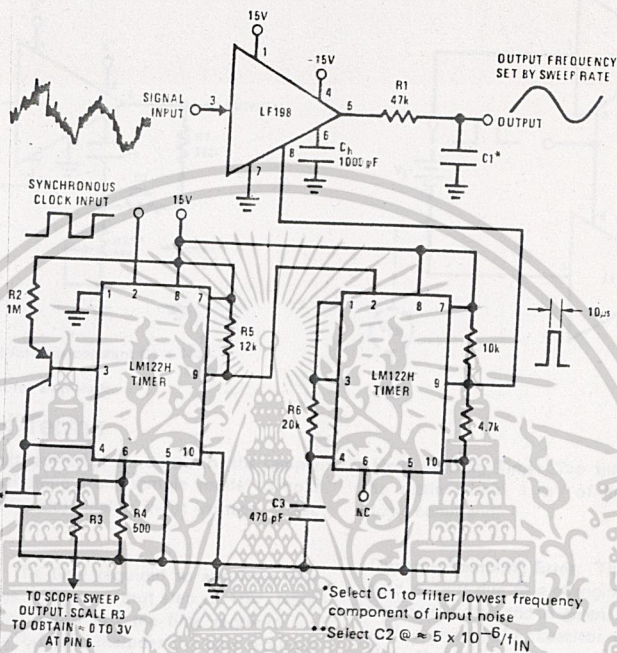 15V
1
-15V
4
SIGNAL
INPUT
3
LF198
5
R1
47k
OUTPUT FREQUENCY
SET BY SWEEP RATE
OUTPUT
6
8
7
Ch
1000 pF
C1*
SYNCHRONOUS
CLOCK INPUT
15V
R2
1M
1
2
8
7
R5
12k
3
LM122H
TIMER
9
4
6
5
10
R3
R4
500
TO SCOPE SWEEP
OUTPUT. SCALE R3
TO OBTAIN ≈ 0 TO 3V
AT PIN 6.
1
2
8
7
10µs
10k
3
LM122H
TIMER
9
R6
20k
4.7k
4
6
5
10
C3
470 pF
NC
*Select C1 to filter lowest frequency
component of input noise
**Select C2 @ ≈ 5 x 10⁻⁶/fIN